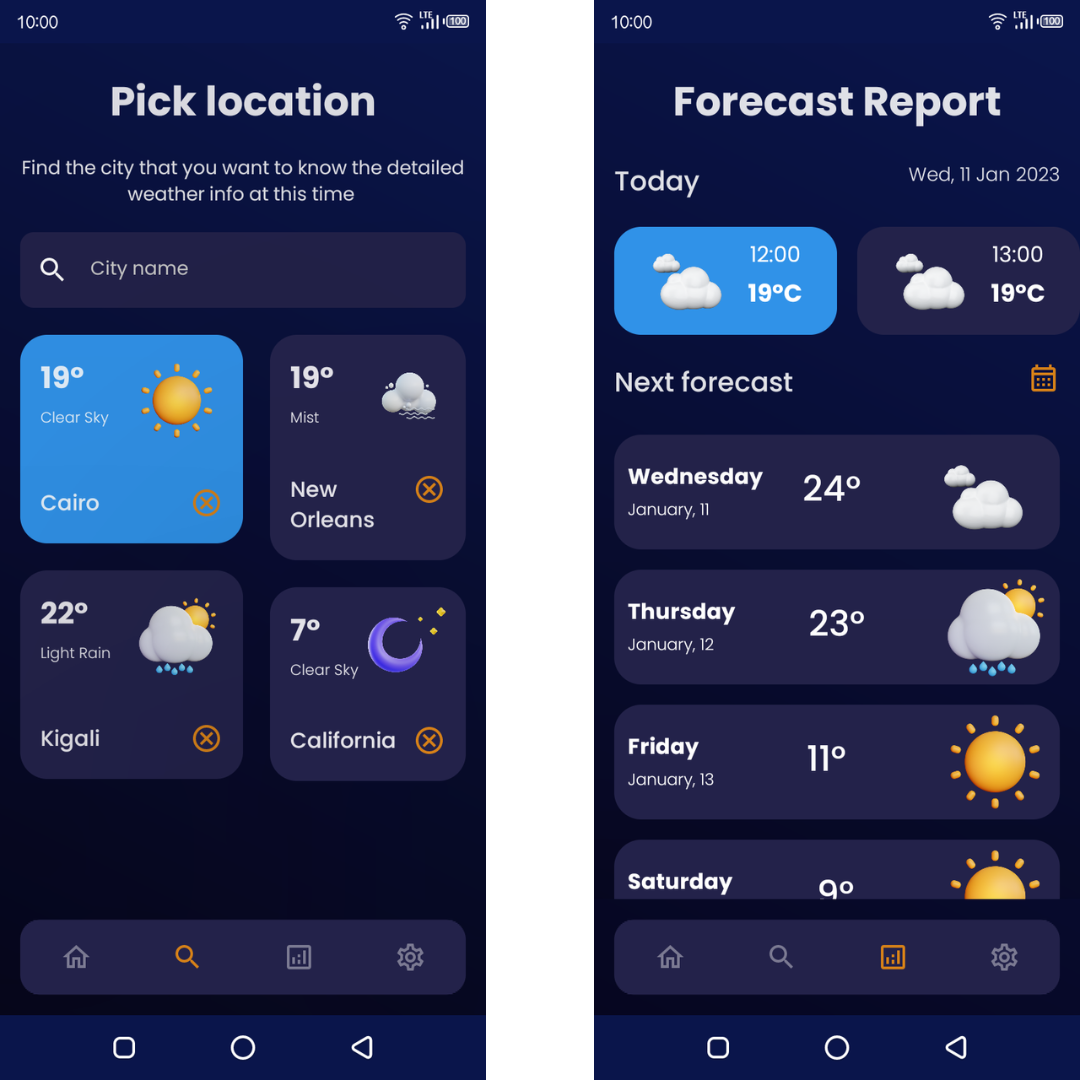 10:00
LTE
100
Pick location
Find the city that you want to know the detailed
weather info at this time
City name
19°
Clear Sky
Cairo
19°
Mist
New
Orleans
22°
Light Rain
Kigali
7°
Clear Sky
California
10:00
LTE
100
Forecast Report
Today
Wed, 11 Jan 2023
12:00
19°C
13:00
19°C
Next forecast
Wednesday
January, 11
24°
Thursday
January, 12
23°
Friday
January, 13
11°
Saturday
9°